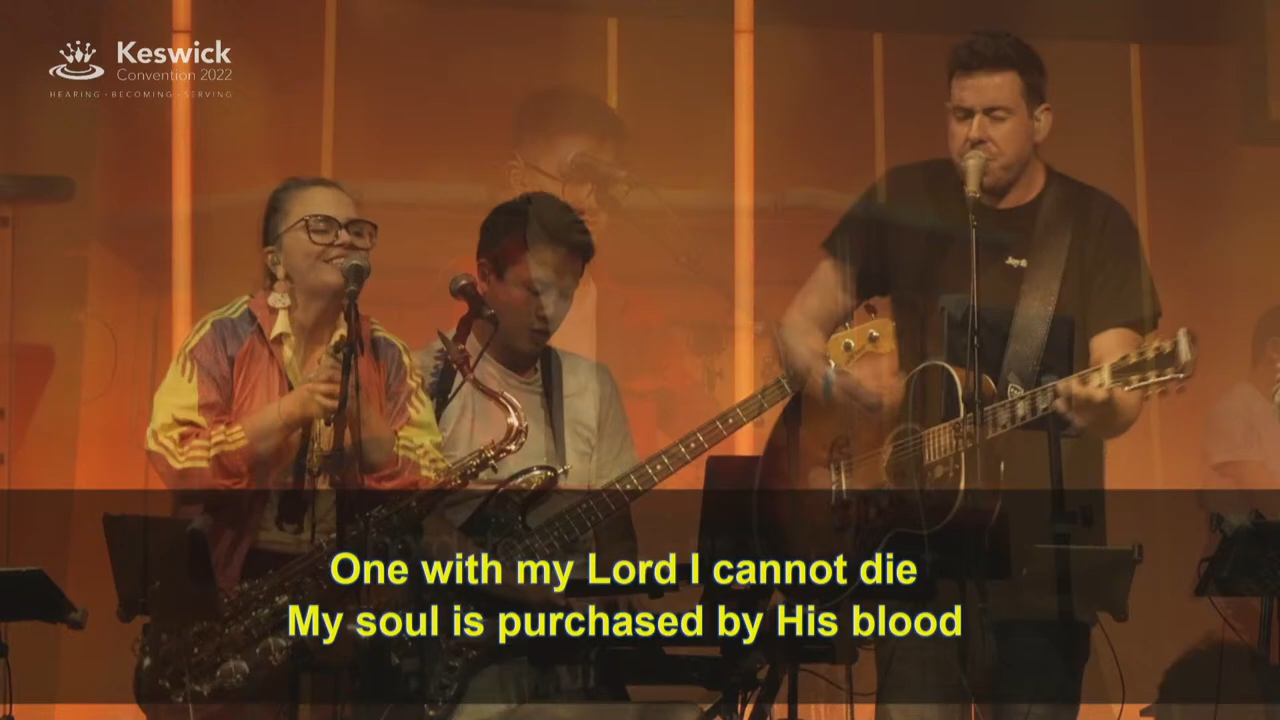 Keswick
Convention 2022
HEARING · BECOMING · SERVING
One with my Lord I cannot die
My soul is purchased by His blood